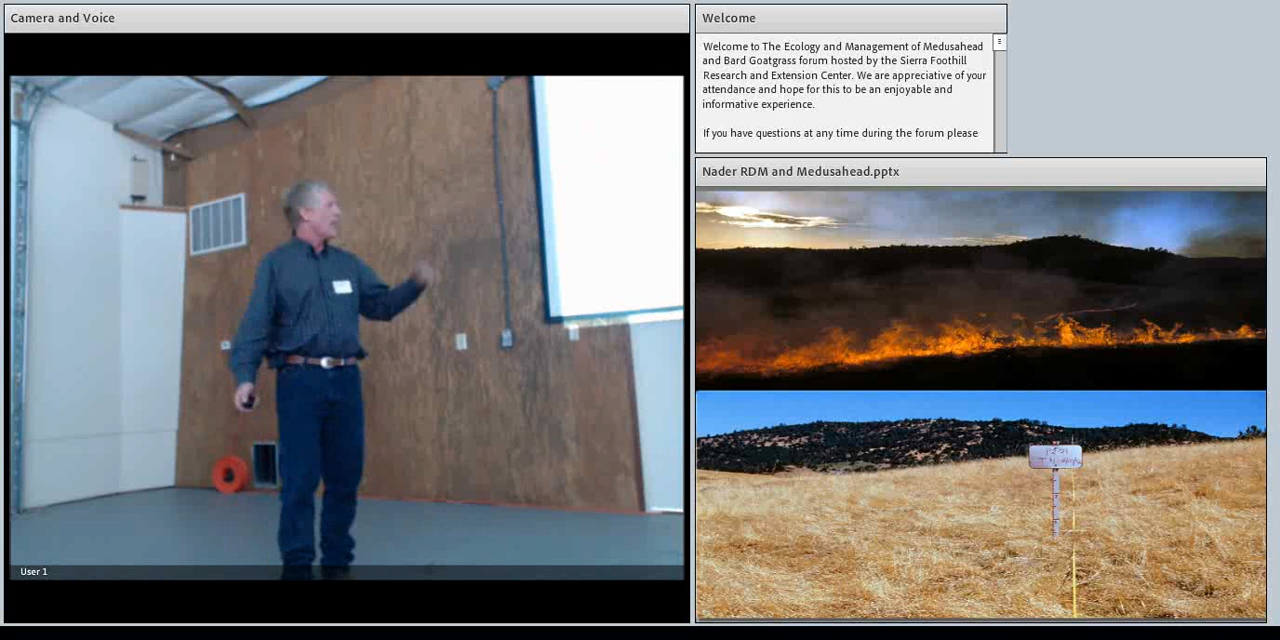 Camera and Voice
User 1
Welcome
Welcome to The Ecology and Management of Medusahead
and Bard Goatgrass forum hosted by the Sierra Foothill
Research and Extension Center. We are appreciative of your
attendance and hope for this to be an enjoyable and
informative experience.
If you have questions at any time during the forum please
Nader RDM and Medusahead.pptx